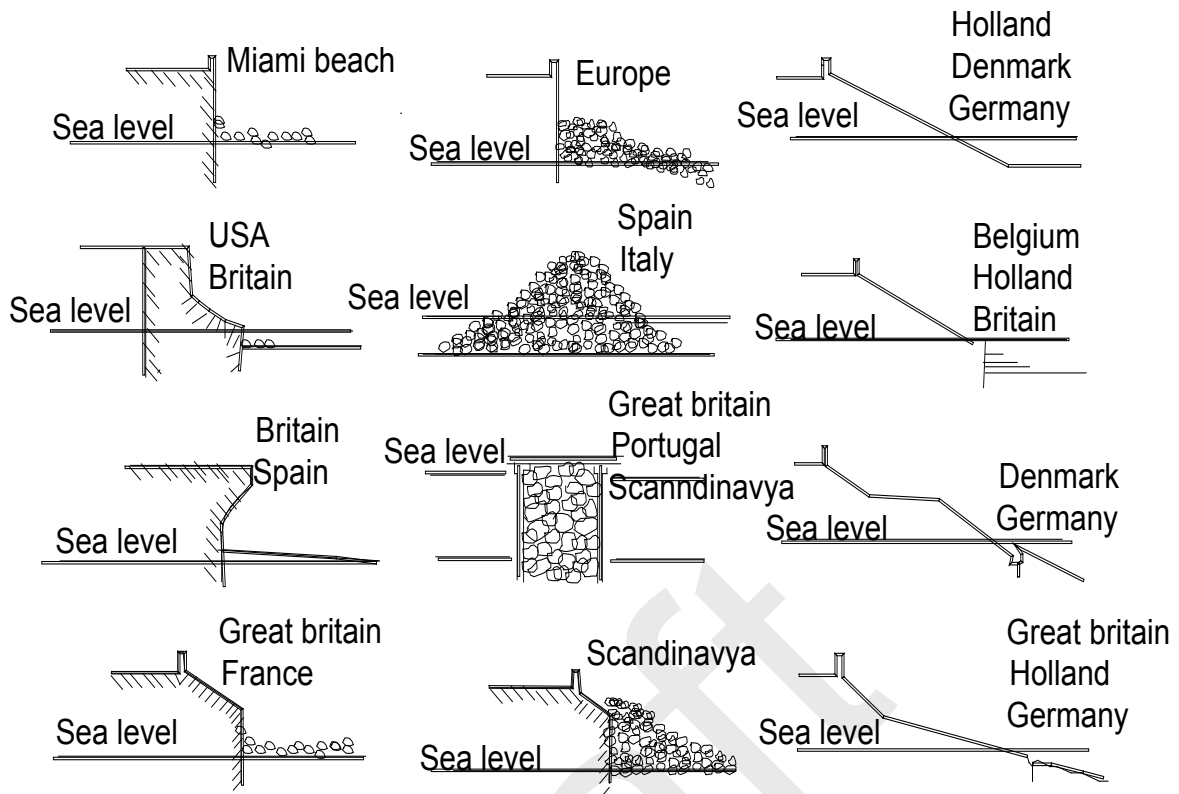 Miami beach
Sea level
Europe
Sea level
Holland
Denmark
Germany
Sea level
USA
Britain
Sea level
Spain
Italy
Sea level
Belgium
Holland
Britain
Sea level
Britain
Spain
Sea level
Great britain
Portugal
Scanndinavya
Sea level
Denmark
Germany
Sea level
Great britain
France
Sea level
Scandinavya
Sea level
Great britain
Holland
Germany
Sea level